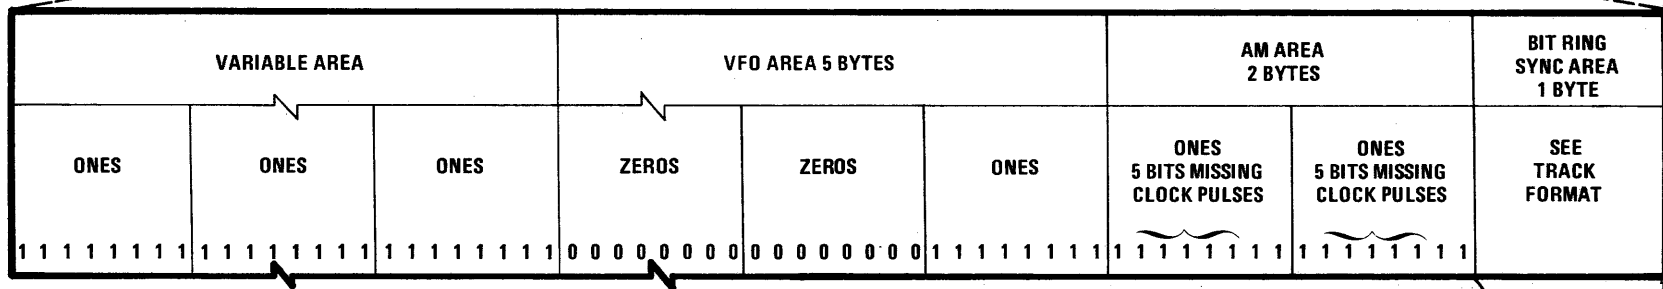 VARIABLE AREA
VFO AREA 5 BYTES
AM AREA
2 BYTES
BIT RING
SYNC AREA
1 BYTE
ONES
ONES
ONES
ZEROS
ZEROS
ONES
ONES
5 BITS MISSING
CLOCK PULSES
ONES
5 BITS MISSING
CLOCK PULSES
SEE
TRACK
FORMAT
1 1 1 1 1 1 1 1 1 1 1 1 1 1 1 1 1 1 1 1 1 1 1 1 0 0 0 0 0 0 0 0 0 0 0 0 0 0 0 0 1 1 1 1 1 1 1 1 1 1 1 1 1 1 1 1 1 1 1 1 1 1 1 1